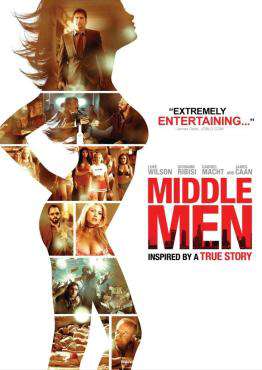 "EXTREMELY
ENTERTAINING..."
LUKE WILSON GIOVANNI RIBISI GABRIEL MACHT JAMES CAAN
MIDDLE
MEN
INSPIRED BY A TRUE STORY